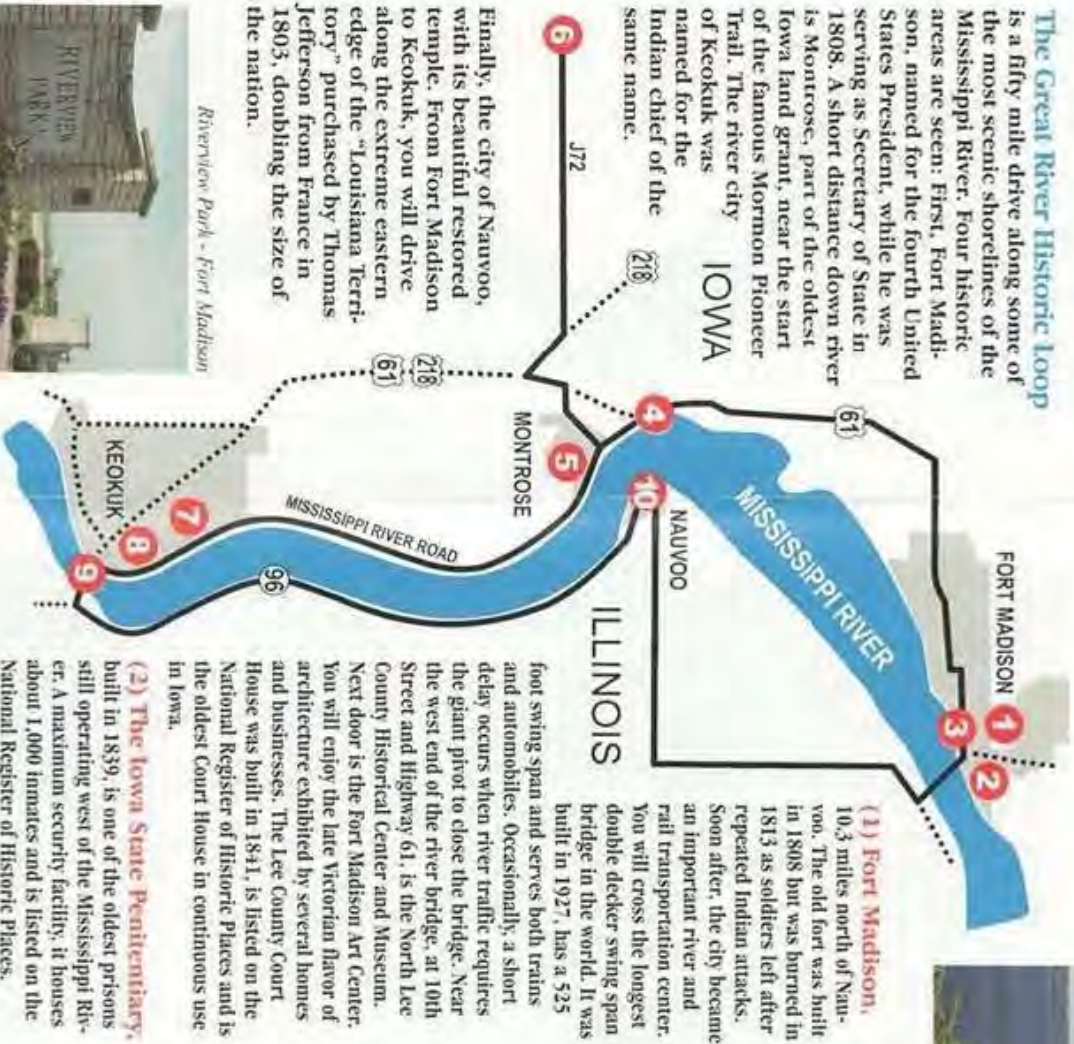 The Great River Historic Loop
is a fifty mile drive along some of
the most scenic shorelines of the
Mississippi River. Four historic
areas are seen: First, Fort Madi-
son, named for the fourth United
States President, while he was
serving as Secretary of State in
1808. A short distance down river
is Montrose, part of the oldest
Iowa land grant, near the start
of the famous Mormon Pioneer
Trail. The river city
of Keokuk was
named for the
Indian chief of the
same name.
Finally, the city of Nauvoo,
with its beautiful restored
temple. From Fort Madison
to Keokuk, you will drive
along the extreme eastern
edge of the "Louisiana Terri-
tory" purchased by Thomas
Jefferson from France in
1803, doubling the size of
the nation.
Riverview Park - Fort Madison
RIVERVIEW
PARK
FORT MADISON
1
2
3
61
MISSISSIPPI RIVER
IOWA
218
4
10
NAUVOO
ILLINOIS
6
J72
5
MONTROSE
218
61
MISSISSIPPI RIVER ROAD
96
7
KEOKUK
8
9
(1) Fort Madison,
10.3 miles north of Nau-
voo. The old fort was built
in 1808 but was burned in
1813 as soldiers left after
repeated Indian attacks.
Soon after, the city became
an important river and
rail transportation center.
You will cross the longest
double decker swing span
bridge in the world. It was
built in 1927, has a 525
foot swing span and serves both trains
and automobiles. Occasionally, a short
delay occurs when river traffic requires
the giant pivot to close the bridge. Near
the west end of the river bridge, at 10th
Street and Highway 61, is the North Lee
County Historical Center and Museum.
Next door is the Fort Madison Art Center.
You will enjoy the late Victorian flavor of
architecture exhibited by several homes
and businesses. The Lee County Court
House was built in 1841, is listed on the
National Register of Historic Places and is
the oldest Court House in continuous use
in Iowa.
(2) The Iowa State Penitentiary,
built in 1839, is one of the oldest prisons
still operating west of the Mississippi Riv-
er. A maximum security facility, it houses
about 1,000 inmates and is listed on the
National Register of Historic Places.